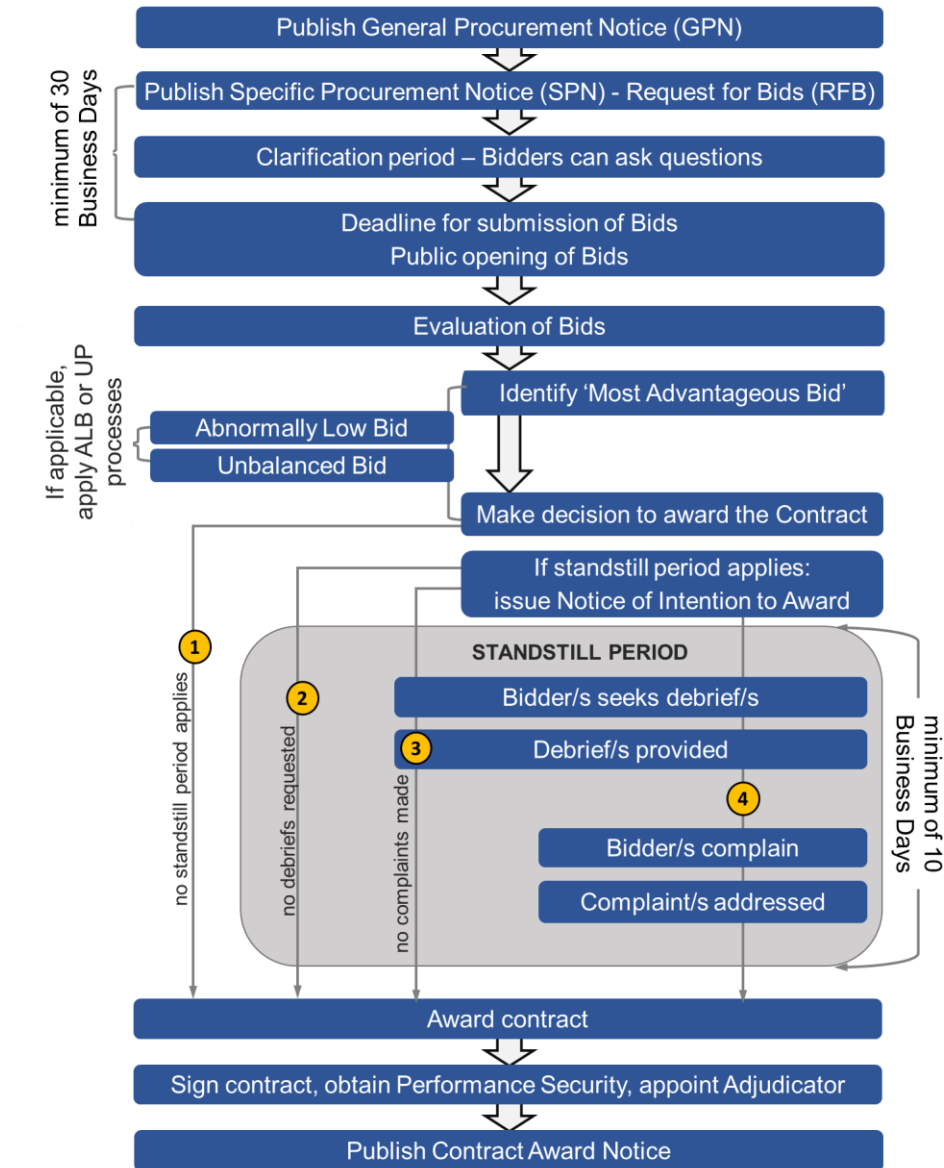 Publish General Procurement Notice (GPN)
minimum of 30
Business Days
Publish Specific Procurement Notice (SPN) - Request for Bids (RFB)
Clarification period – Bidders can ask questions
Deadline for submission of Bids
Public opening of Bids
Evaluation of Bids
If applicable,
apply ALB or UP
processes
Identify ‘Most Advantageous Bid’
Abnormally Low Bid
Unbalanced Bid
Make decision to award the Contract
If standstill period applies:
issue Notice of Intention to Award
1
no standstill period applies
2
no debriefs requested
STANDSTILL PERIOD
Bidder/s seeks debrief/s
3
Debrief/s provided
no complaints made
4
Bidder/s complain
Complaint/s addressed
minimum of 10
Business Days
Award contract
Sign contract, obtain Performance Security, appoint Adjudicator
Publish Contract Award Notice